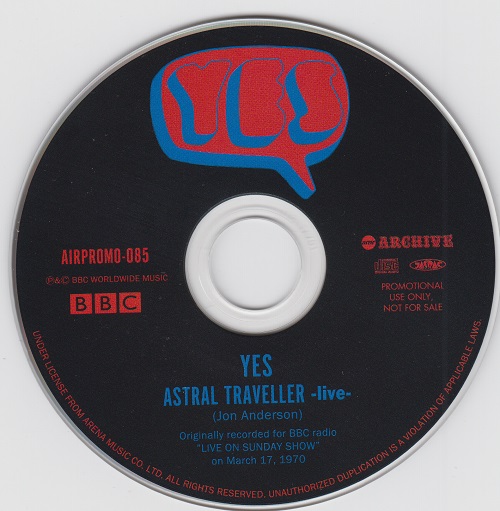 YES
AIRPROMO-085
℗&© BBC WORLDWIDE MUSIC
BBC
ARCHIVE
PROMOTIONAL
USE ONLY,
NOT FOR SALE
YES
ASTRAL TRAVELLER -live-
(Jon Anderson)
Originally recorded for BBC radio
"LIVE ON SUNDAY SHOW"
on March 17, 1970
UNDER LICENSE FROM ARENA MUSIC CO. LTD. ALL RIGHTS RESERVED. UNAUTHORIZED DUPLICATION IS A VIOLATION OF APPLICABLE LAWS.